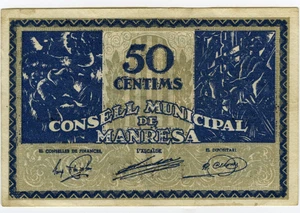 50
CENTIMS
CONSELL MUNICIPAL
DE
MANRESA
EL CONSELLER DE FINANCES, L'ALCALDE EL DIPOSITARI